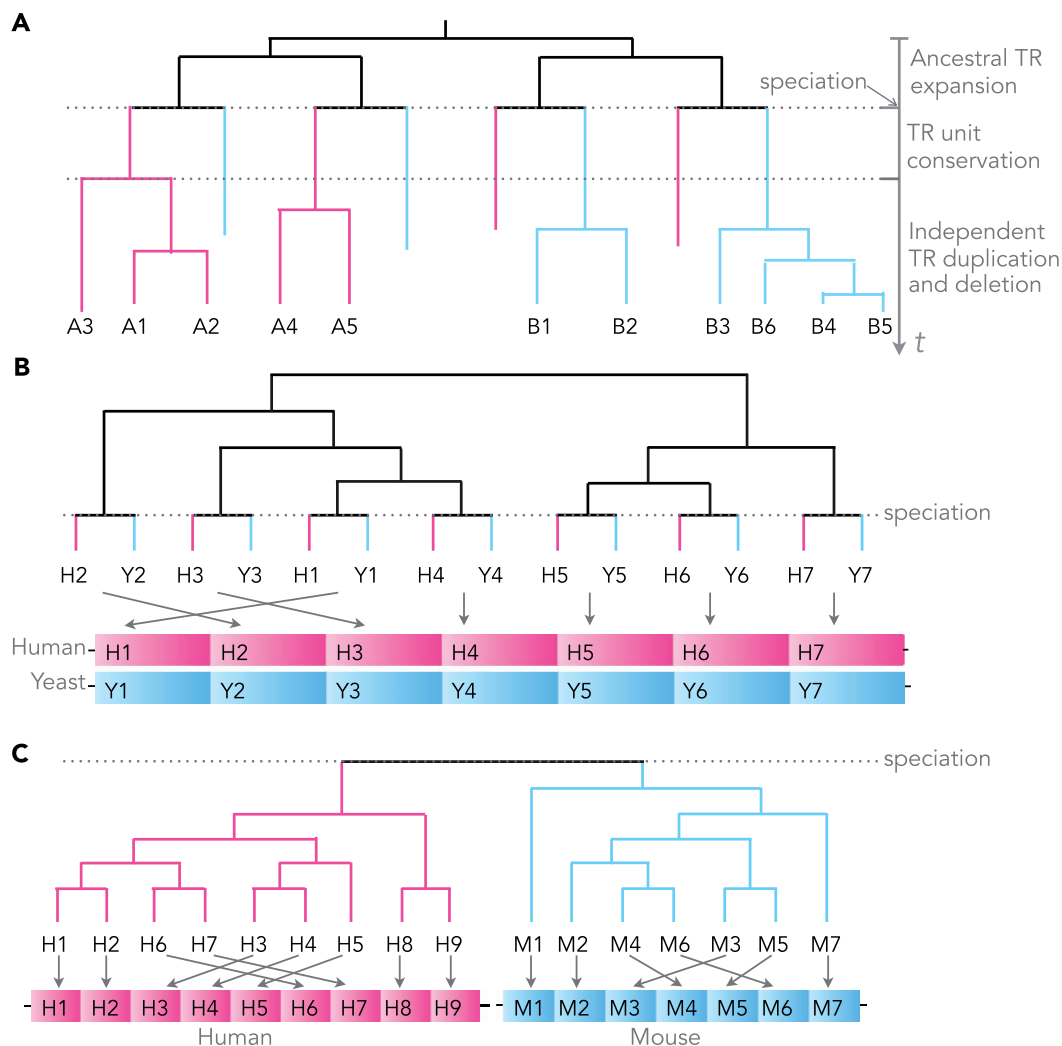 A
Ancestral TR
expansion
speciation
TR unit
conservation
Independent
TR duplication
and deletion
A3 A1 A2 A4 A5 B1 B2 B3 B6 B4 B5
t
B
speciation
H2 Y2 H3 Y3 H1 Y1 H4 Y4 H5 Y5 H6 Y6 H7 Y7
Human H1 H2 H3 H4 H5 H6 H7
Yeast Y1 Y2 Y3 Y4 Y5 Y6 Y7
C
speciation
H1 H2 H6 H7 H3 H4 H5 H8 H9 M1 M2 M4 M6 M3 M5 M7
H1 H2 H3 H4 H5 H6 H7 H8 H9 M1 M2 M3 M4 M5 M6 M7
Human Mouse